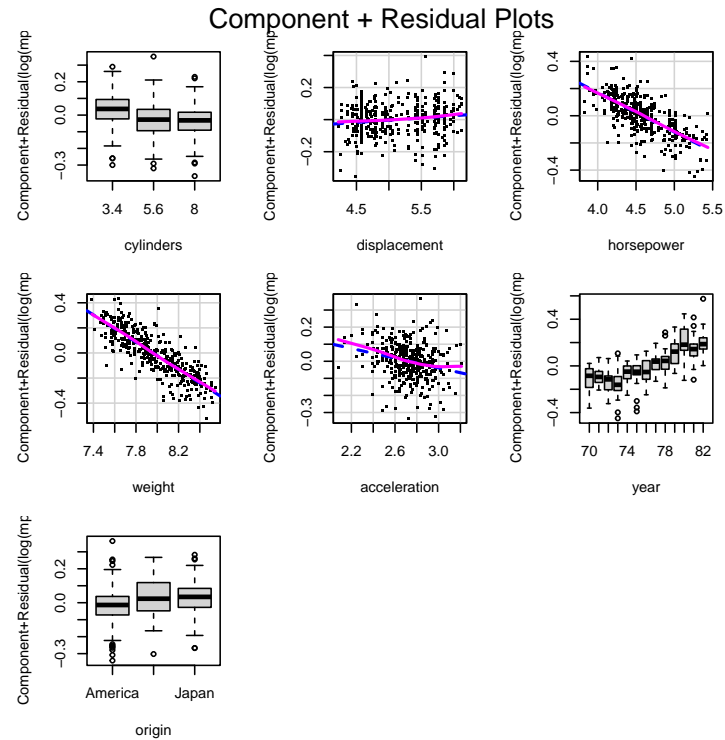 Component + Residual Plots
Component+Residual(log(mp
0.2
0.0
−0.3
3.4 5.6 8
cylinders
Component+Residual(log(mp
0.2
−0.2
4.5 5.5
displacement
Component+Residual(log(mp
0.4
0.0
−0.4
4.0 4.5 5.0 5.5
horsepower
Component+Residual(log(mp
0.4
0.0
−0.4
7.4 7.8 8.2
weight
Component+Residual(log(mp
0.2
0.0
−0.3
2.2 2.6 3.0
acceleration
Component+Residual(log(mp
0.4
0.0
−0.4
70 74 78 82
year
Component+Residual(log(mp
0.2
0.0
−0.3
America Japan
origin